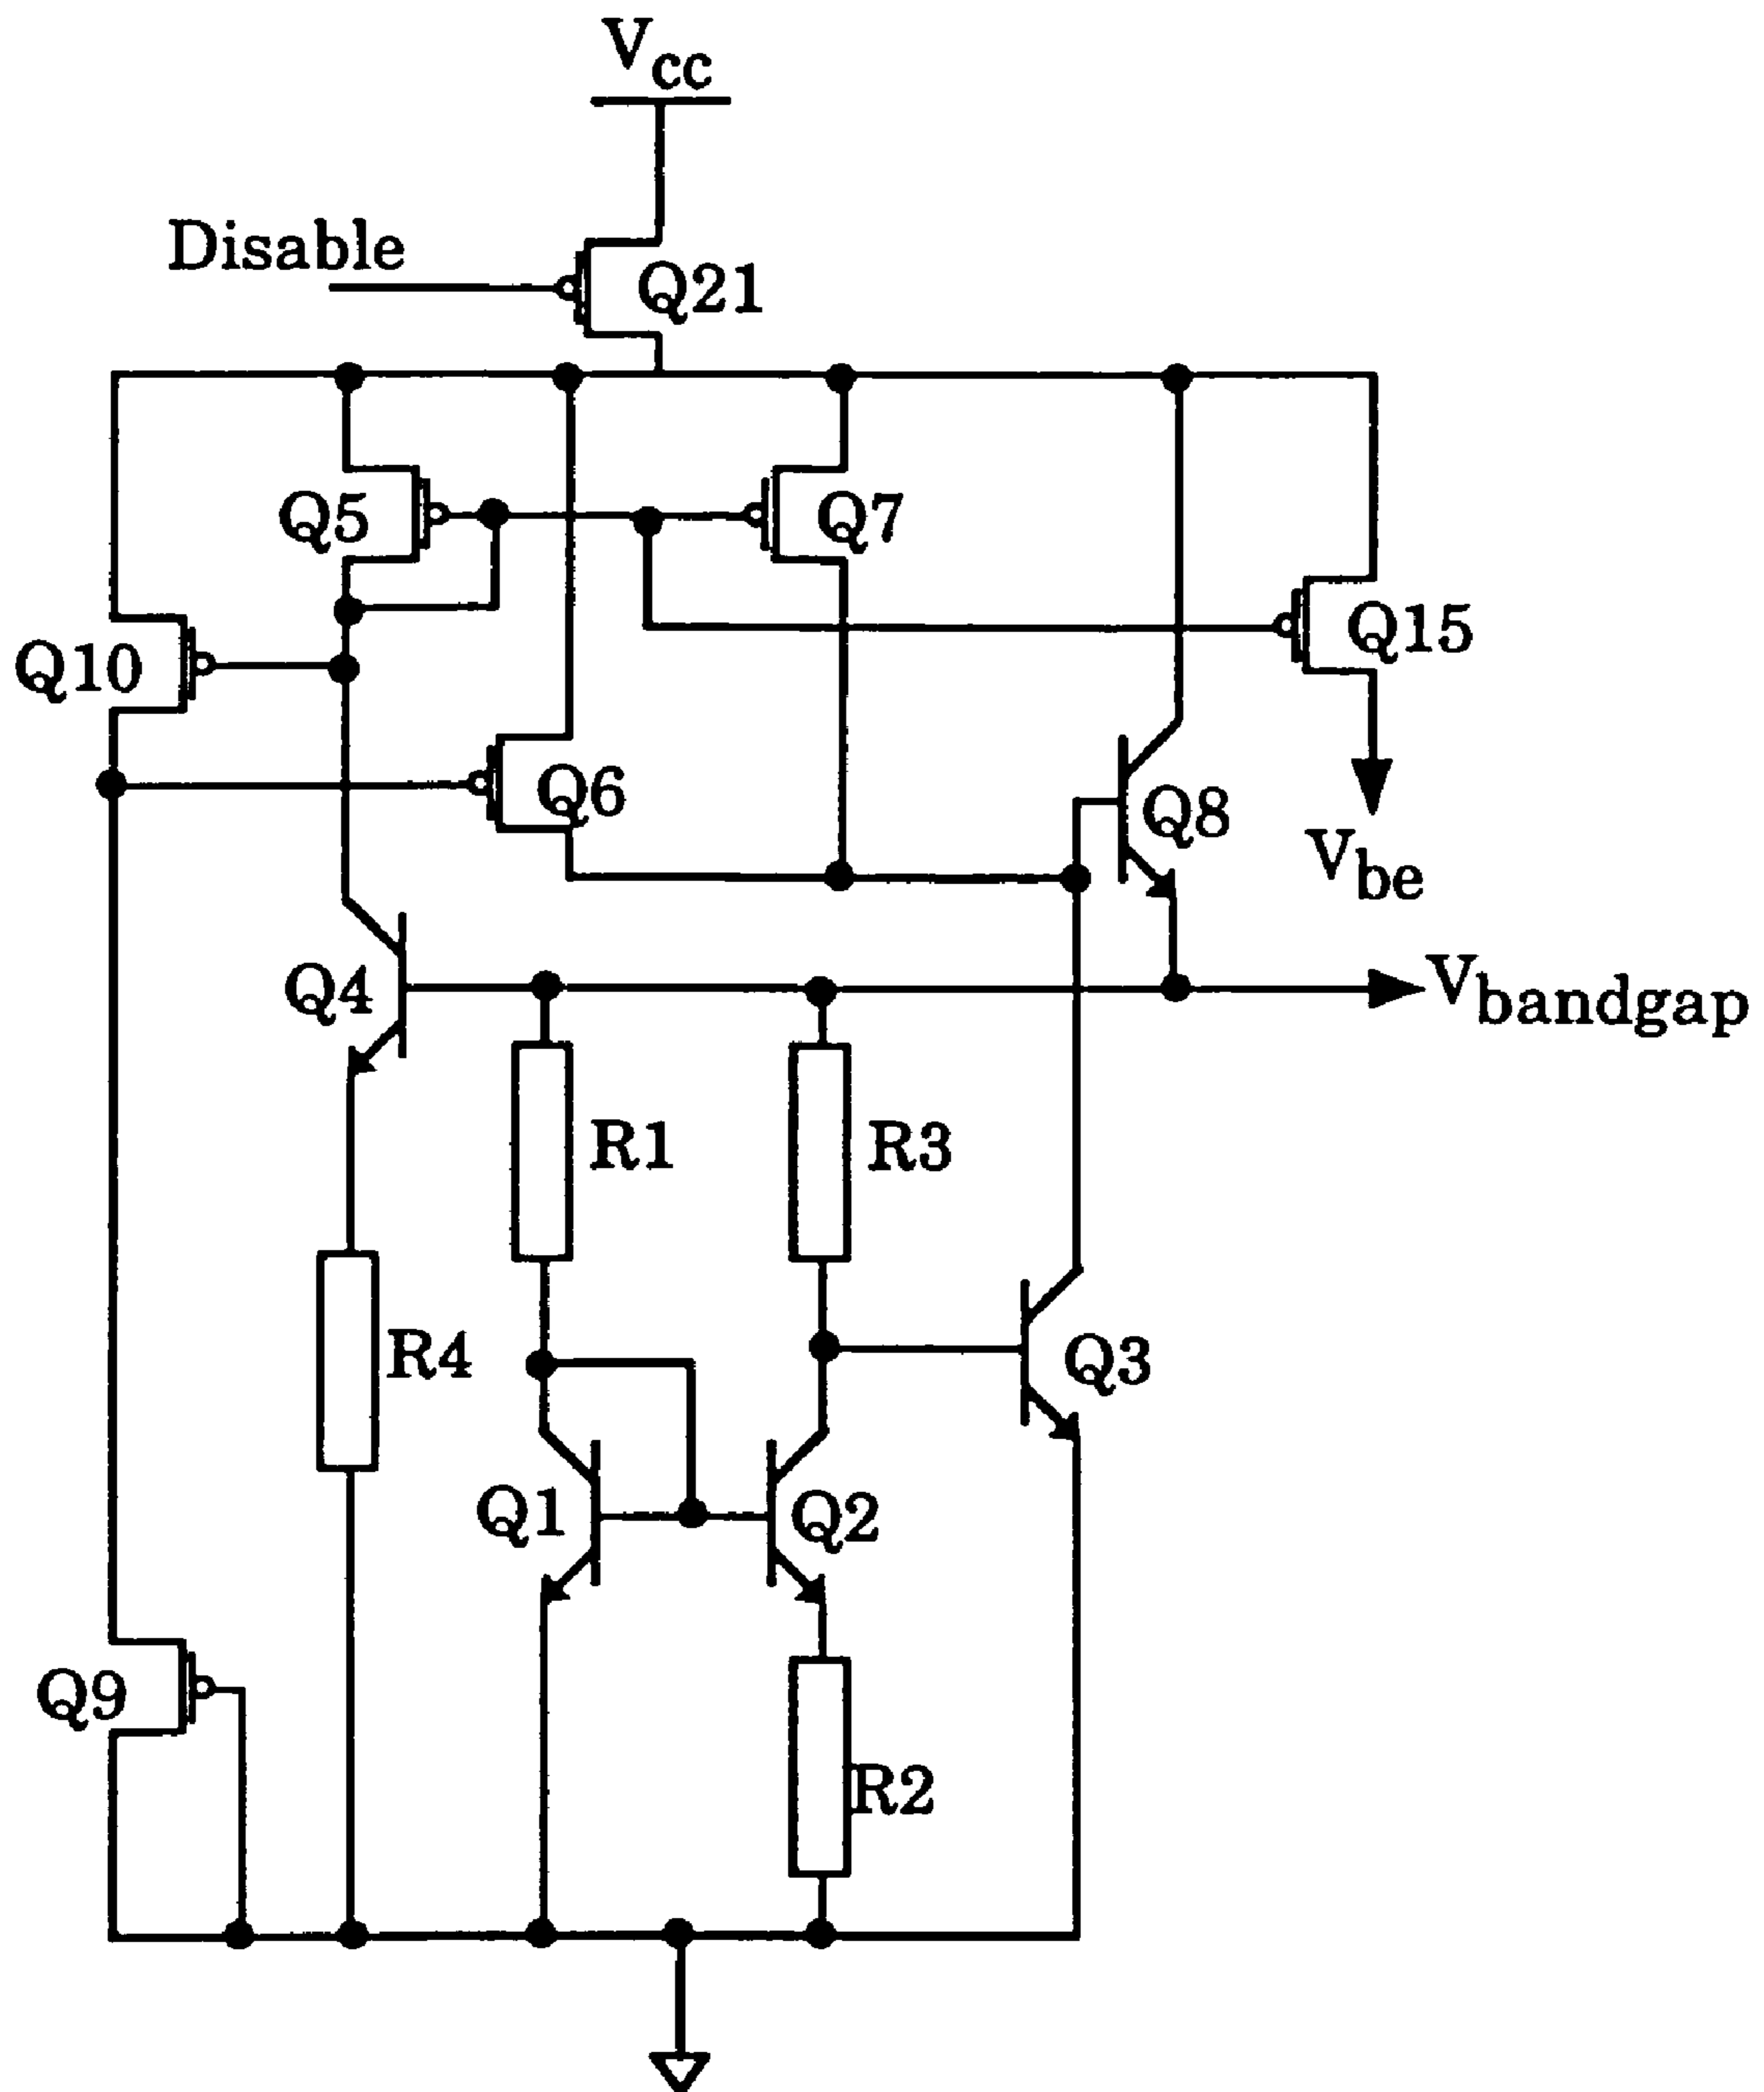 Vcc
Disable
Q21
Q5
Q7
Q15
Q10
Q6
Q8
Vbe
Q4
Vbandgap
R1
R3
R4
Q3
Q1
Q2
Q9
R2